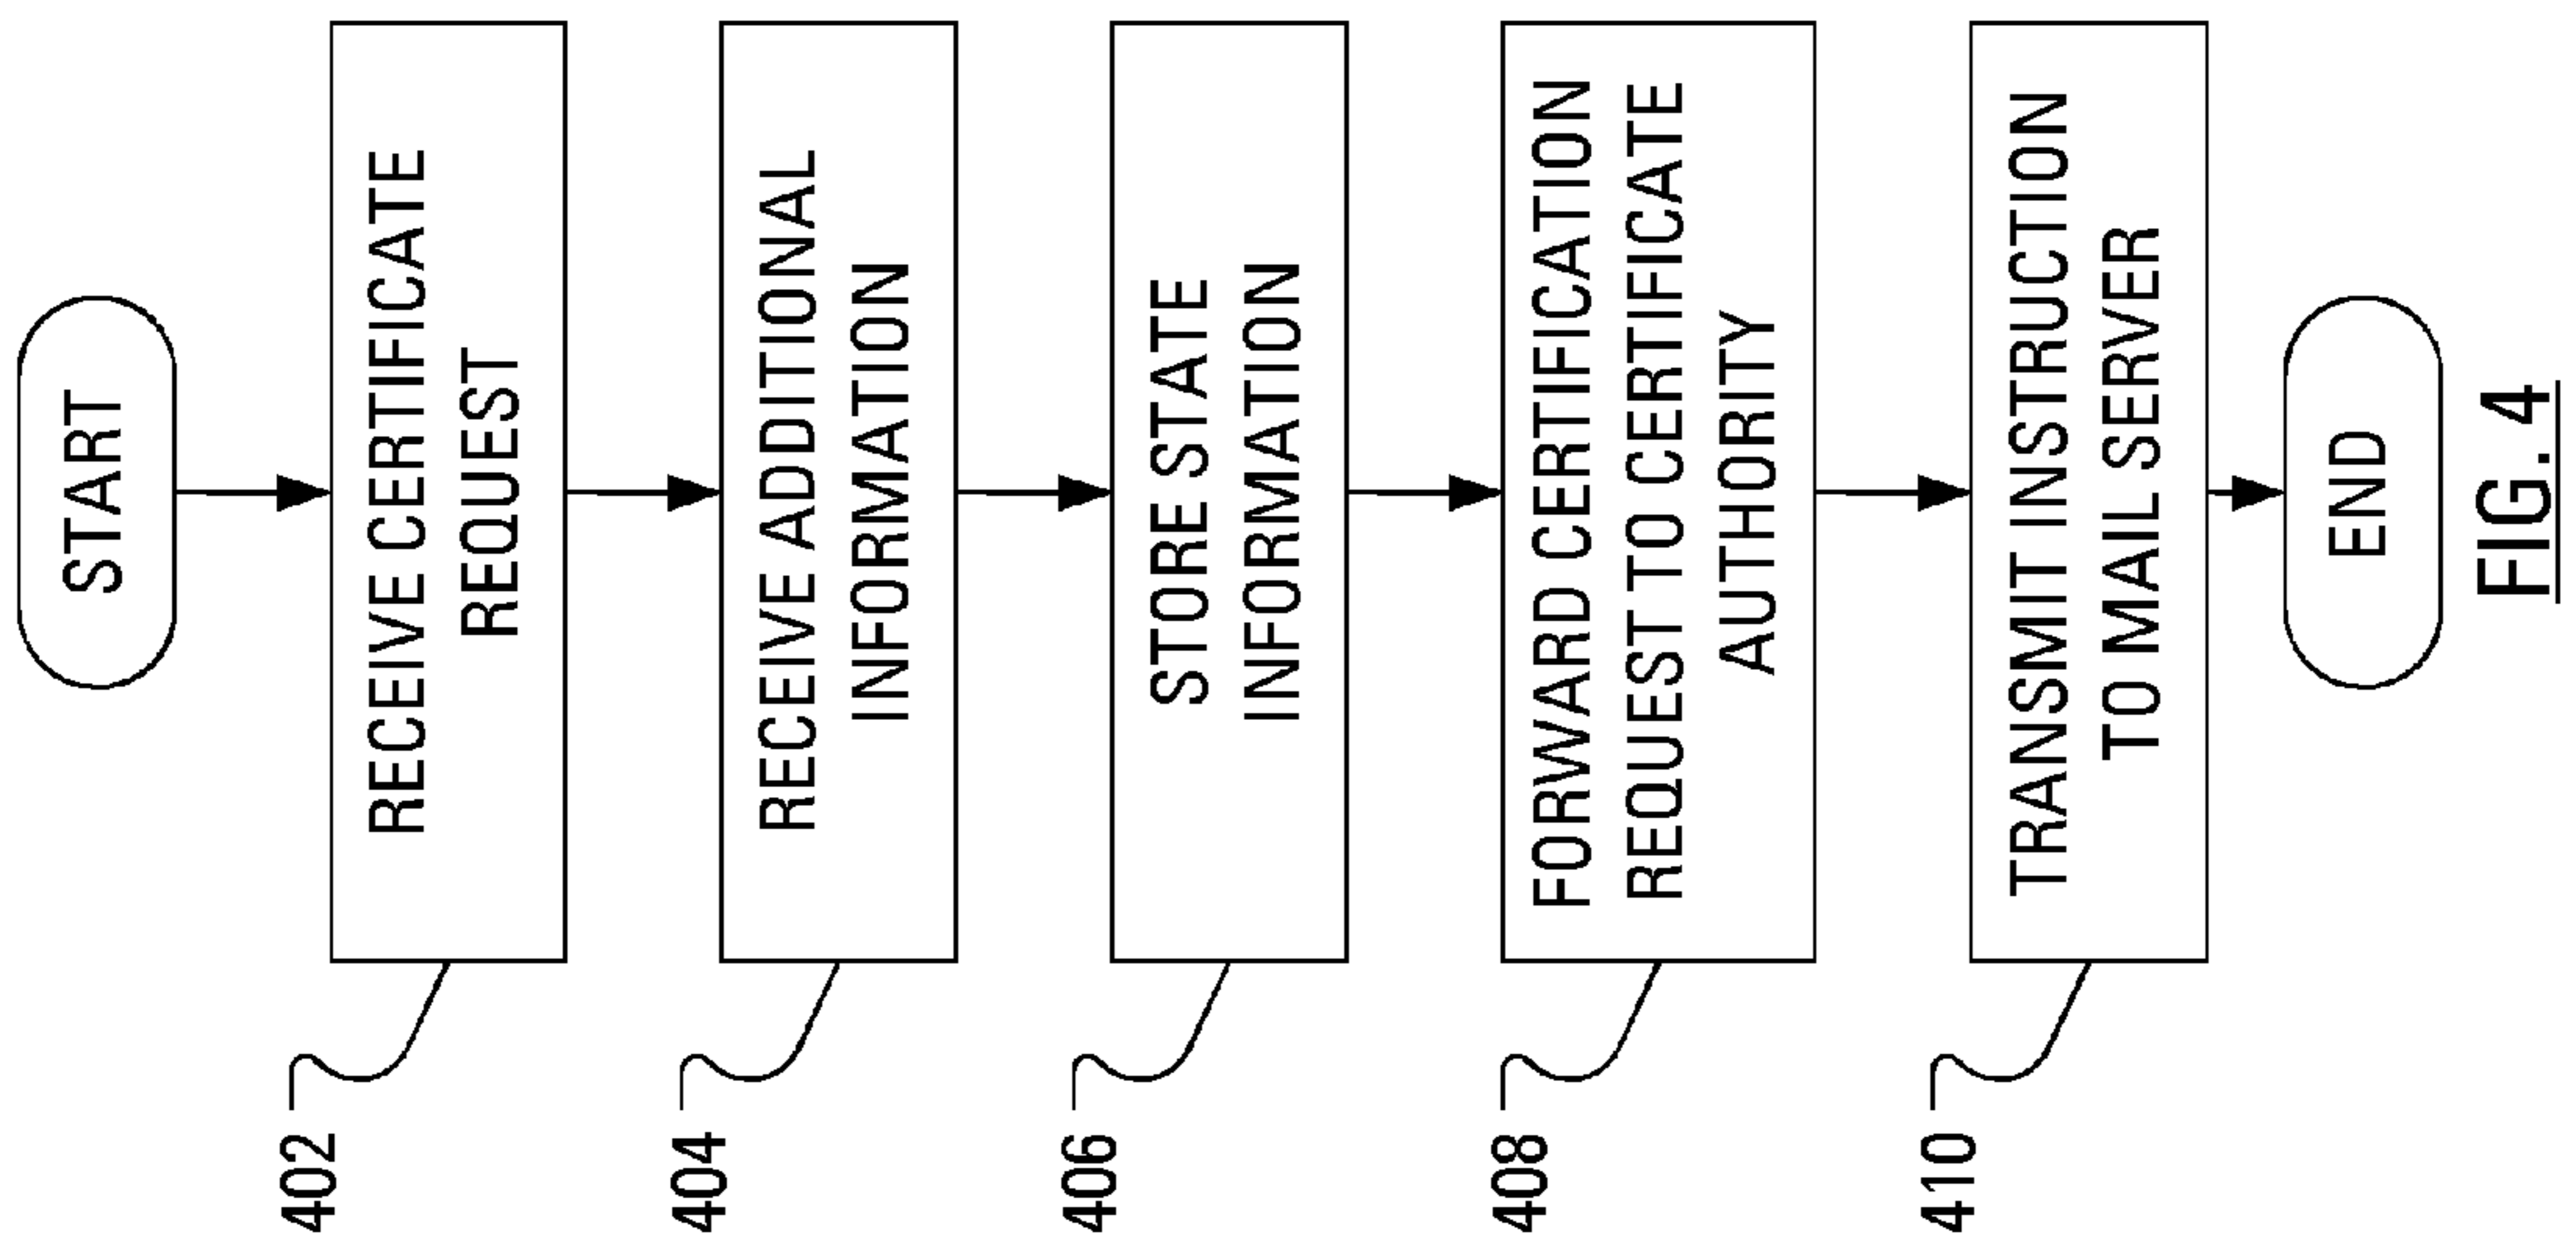 START
402
RECEIVE CERTIFICATE
REQUEST
404
RECEIVE ADDITIONAL
INFORMATION
406
STORE STATE
INFORMATION
408
FORWARD CERTIFICATION
REQUEST TO CERTIFICATE
AUTHORITY
410
TRANSMIT INSTRUCTION
TO MAIL SERVER
END
FIG. 4